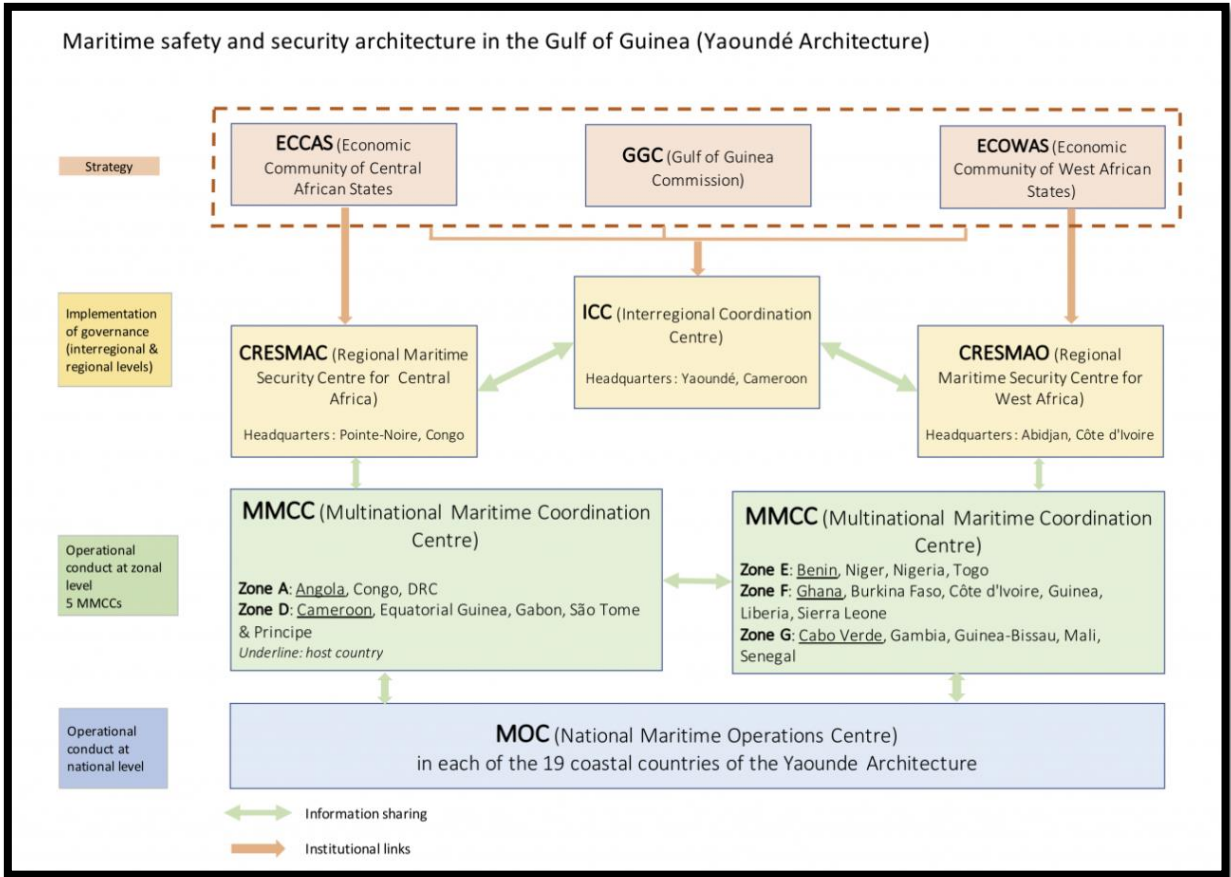 Maritime safety and security architecture in the Gulf of Guinea (Yaoundé Architecture)
Strategy
ECCAS (Economic
Community of Central
African States
GGC (Gulf of Guinea
Commission)
ECOWAS (Economic
Community of West African
States)
Implementation
of governance
(interregional &
regional levels)
CRESMAC (Regional Maritime
Security Centre for Central
Africa)
Headquarters : Pointe-Noire, Congo
ICC (Interregional Coordination
Centre)
Headquarters : Yaoundé, Cameroon
CRESMAO (Regional
Maritime Security Centre for
West Africa)
Headquarters : Abidjan, Côte d'Ivoire
Operational
conduct at zonal
level
5 MMCCs
MMCC (Multinational Maritime Coordination
Centre)
Zone A: Angola, Congo, DRC
Zone D: Cameroon, Equatorial Guinea, Gabon, São Tome
& Principe
Underline: host country
MMCC (Multinational Maritime Coordination
Centre)
Zone E: Benin, Niger, Nigeria, Togo
Zone F: Ghana, Burkina Faso, Côte d'Ivoire, Guinea,
Liberia, Sierra Leone
Zone G: Cabo Verde, Gambia, Guinea-Bissau, Mali,
Senegal
Operational
conduct at
national level
MOC (National Maritime Operations Centre)
in each of the 19 coastal countries of the Yaounde Architecture
Information sharing
Institutional links